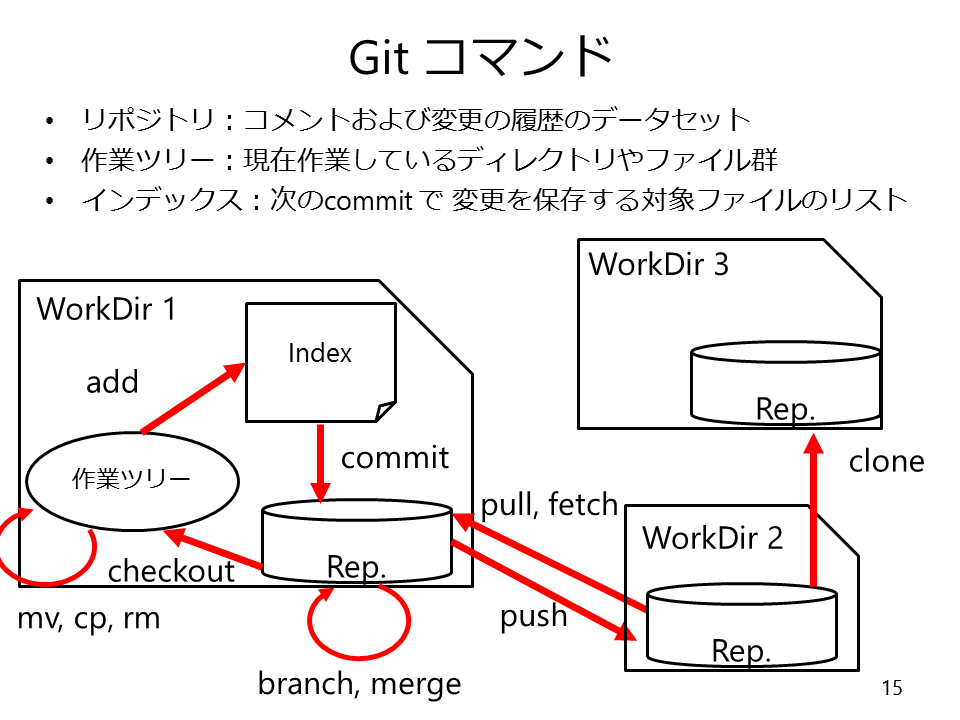 Git コマンド
• リポジトリ：コメントおよび変更の履歴のデータセット
• 作業ツリー：現在作業しているディレクトリやファイル群
• インデックス：次のcommit で 変更を保存する対象ファイルのリスト
WorkDir 3
WorkDir 1
Index
add
Rep.
commit
clone
作業ツリー
pull, fetch
WorkDir 2
checkout
Rep.
mv, cp, rm
push
Rep.
branch, merge
15